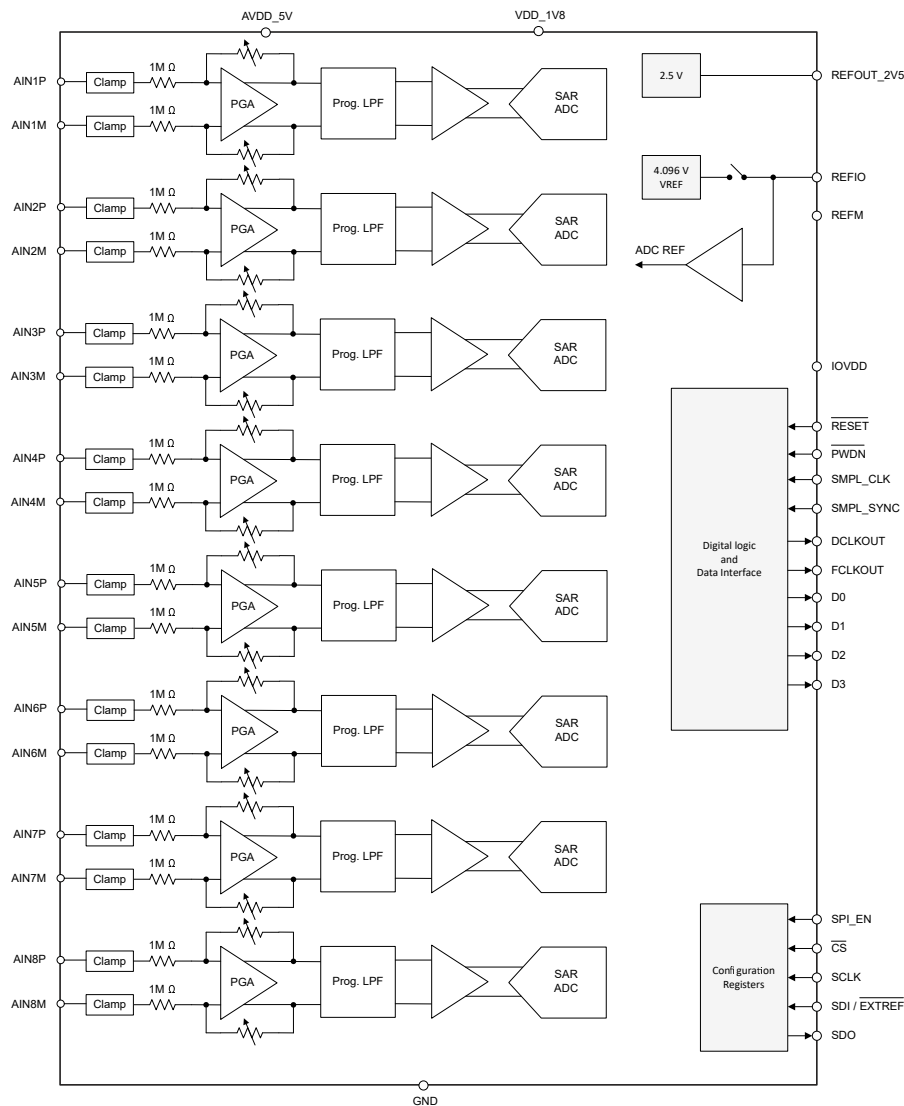 AVDD_5V
VDD_1V8
AIN1P
Clamp
1M Ω
PGA
Prog. LPF
SAR
ADC
AIN1M
Clamp
1M Ω
AIN2P
Clamp
1M Ω
PGA
Prog. LPF
SAR
ADC
AIN2M
Clamp
1M Ω
AIN3P
Clamp
1M Ω
PGA
Prog. LPF
SAR
ADC
AIN3M
Clamp
1M Ω
AIN4P
Clamp
1M Ω
PGA
Prog. LPF
SAR
ADC
AIN4M
Clamp
1M Ω
AIN5P
Clamp
1M Ω
PGA
Prog. LPF
SAR
ADC
AIN5M
Clamp
1M Ω
AIN6P
Clamp
1M Ω
PGA
Prog. LPF
SAR
ADC
AIN6M
Clamp
1M Ω
AIN7P
Clamp
1M Ω
PGA
Prog. LPF
SAR
ADC
AIN7M
Clamp
1M Ω
AIN8P
Clamp
1M Ω
PGA
Prog. LPF
SAR
ADC
AIN8M
Clamp
1M Ω
2.5 V
REFOUT_2V5
4.096 V
VREF
REFIO
REFM
ADC REF
IOVDD
Digital logic
and
Data Interface
RESET
PWDN
SMPL_CLK
SMPL_SYNC
DCLKOUT
FCLKOUT
D0
D1
D2
D3
Configuration
Registers
SPI_EN
CS
SCLK
SDI / EXTREF
SDO
GND